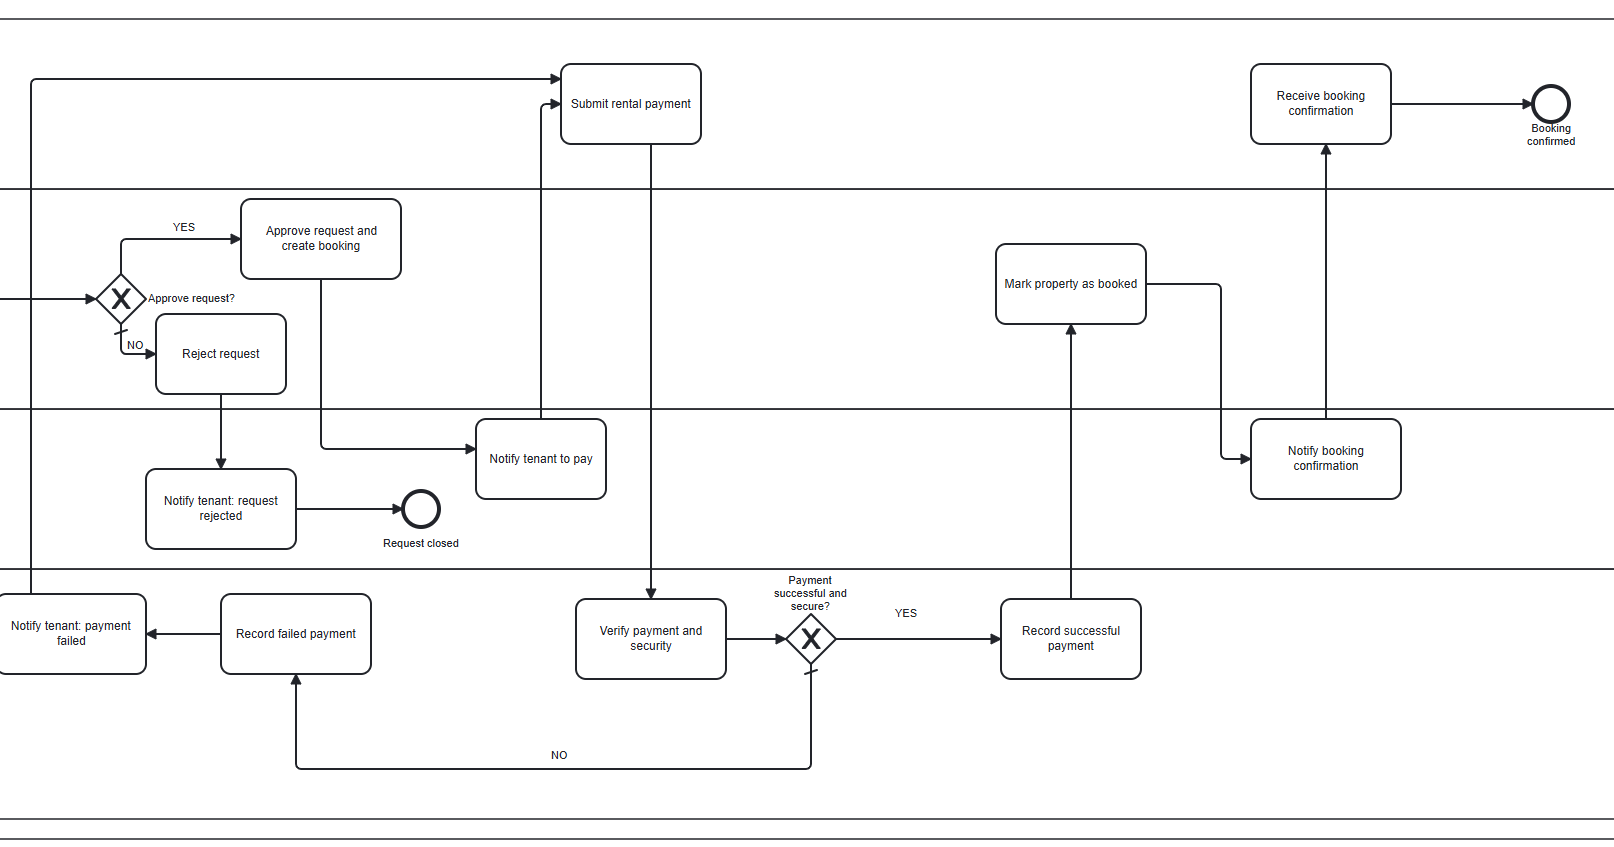 Submit rental payment
Receive booking
confirmation
Booking
confirmed
YES
Approve request and
create booking
Approve request?
NO
Reject request
Mark property as booked
Notify tenant to pay
Notify booking
confirmation
Notify tenant: request
rejected
Request closed
Payment
successful and
secure?
YES
Notify tenant: payment
failed
Record failed payment
Verify payment and
security
Record successful
payment
NO